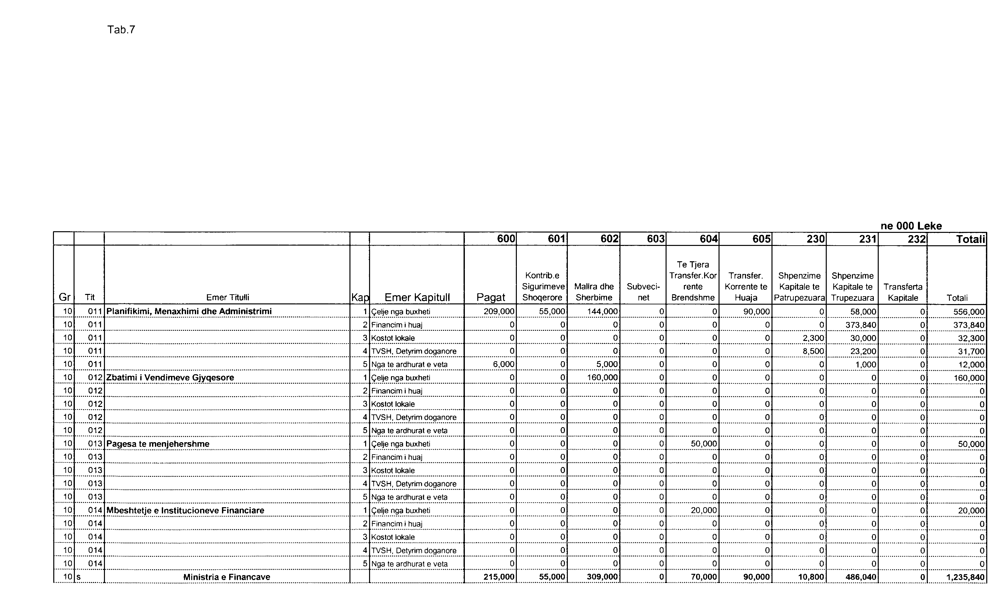 Tab.7
ne 000 Leke
600 601 602 603 604 605 230 231 232 Totali
Te Tjera
Kontrib.e Transfer.Kor Transfer. Shpenzime Shpenzime
Sigurimeve Mallra dhe Subveci- rente Korrente te Kapitale te Kapitale te Transferta
Gr Tit Emer Titulli Kap Emer Kapitull Pagat Shoqerore Sherbime net Brendshme Huaja Patrupezuara Trupezuara Kapitale Totali
10 011 Planifikimi, Menaxhimi dhe Administrimi 1 Çelje nga buxheti 209,000 55,000 144,000 0 0 90,000 0 58,000 0 556,000
10 011 2 Financim i huaj 0 0 0 0 0 0 0 373,840 0 373,840
10 011 3 Kostot lokale 0 0 0 0 0 0 2,300 30,000 0 32,300
10 011 4 TVSH, Detyrim doganore 0 0 0 0 0 0 8,500 23,200 0 31,700
10 011 5 Nga te ardhurat e veta 6,000 0 5,000 0 0 0 0 1,000 0 12,000
10 012 Zbatimi i Vendimeve Gjyqesore 1 Çelje nga buxheti 0 0 160,000 0 0 0 0 0 0 160,000
10 012 2 Financim i huaj 0 0 0 0 0 0 0 0 0 0
10 012 3 Kostot lokale 0 0 0 0 0 0 0 0 0 0
10 012 4 TVSH, Detyrim doganore 0 0 0 0 0 0 0 0 0 0
10 012 5 Nga te ardhurat e veta 0 0 0 0 0 0 0 0 0 0
10 013 Pagesa te menjehershme 1 Çelje nga buxheti 0 0 0 0 50,000 0 0 0 0 50,000
10 013 2 Financim i huaj 0 0 0 0 0 0 0 0 0 0
10 013 3 Kostot lokale 0 0 0 0 0 0 0 0 0 0
10 013 4 TVSH, Detyrim doganore 0 0 0 0 0 0 0 0 0 0
10 013 5 Nga te ardhurat e veta 0 0 0 0 0 0 0 0 0 0
10 014 Mbeshtetje e Institucioneve Financiare 1 Çelje nga buxheti 0 0 0 0 20,000 0 0 0 0 20,000
10 014 2 Financim i huaj 0 0 0 0 0 0 0 0 0 0
10 014 3 Kostot lokale 0 0 0 0 0 0 0 0 0 0
10 014 4 TVSH, Detyrim doganore 0 0 0 0 0 0 0 0 0 0
10 014 5 Nga te ardhurat e veta 0 0 0 0 0 0 0 0 0 0
10 s Ministria e Financave 215,000 55,000 309,000 0 70,000 90,000 10,800 486,040 0 1,235,840